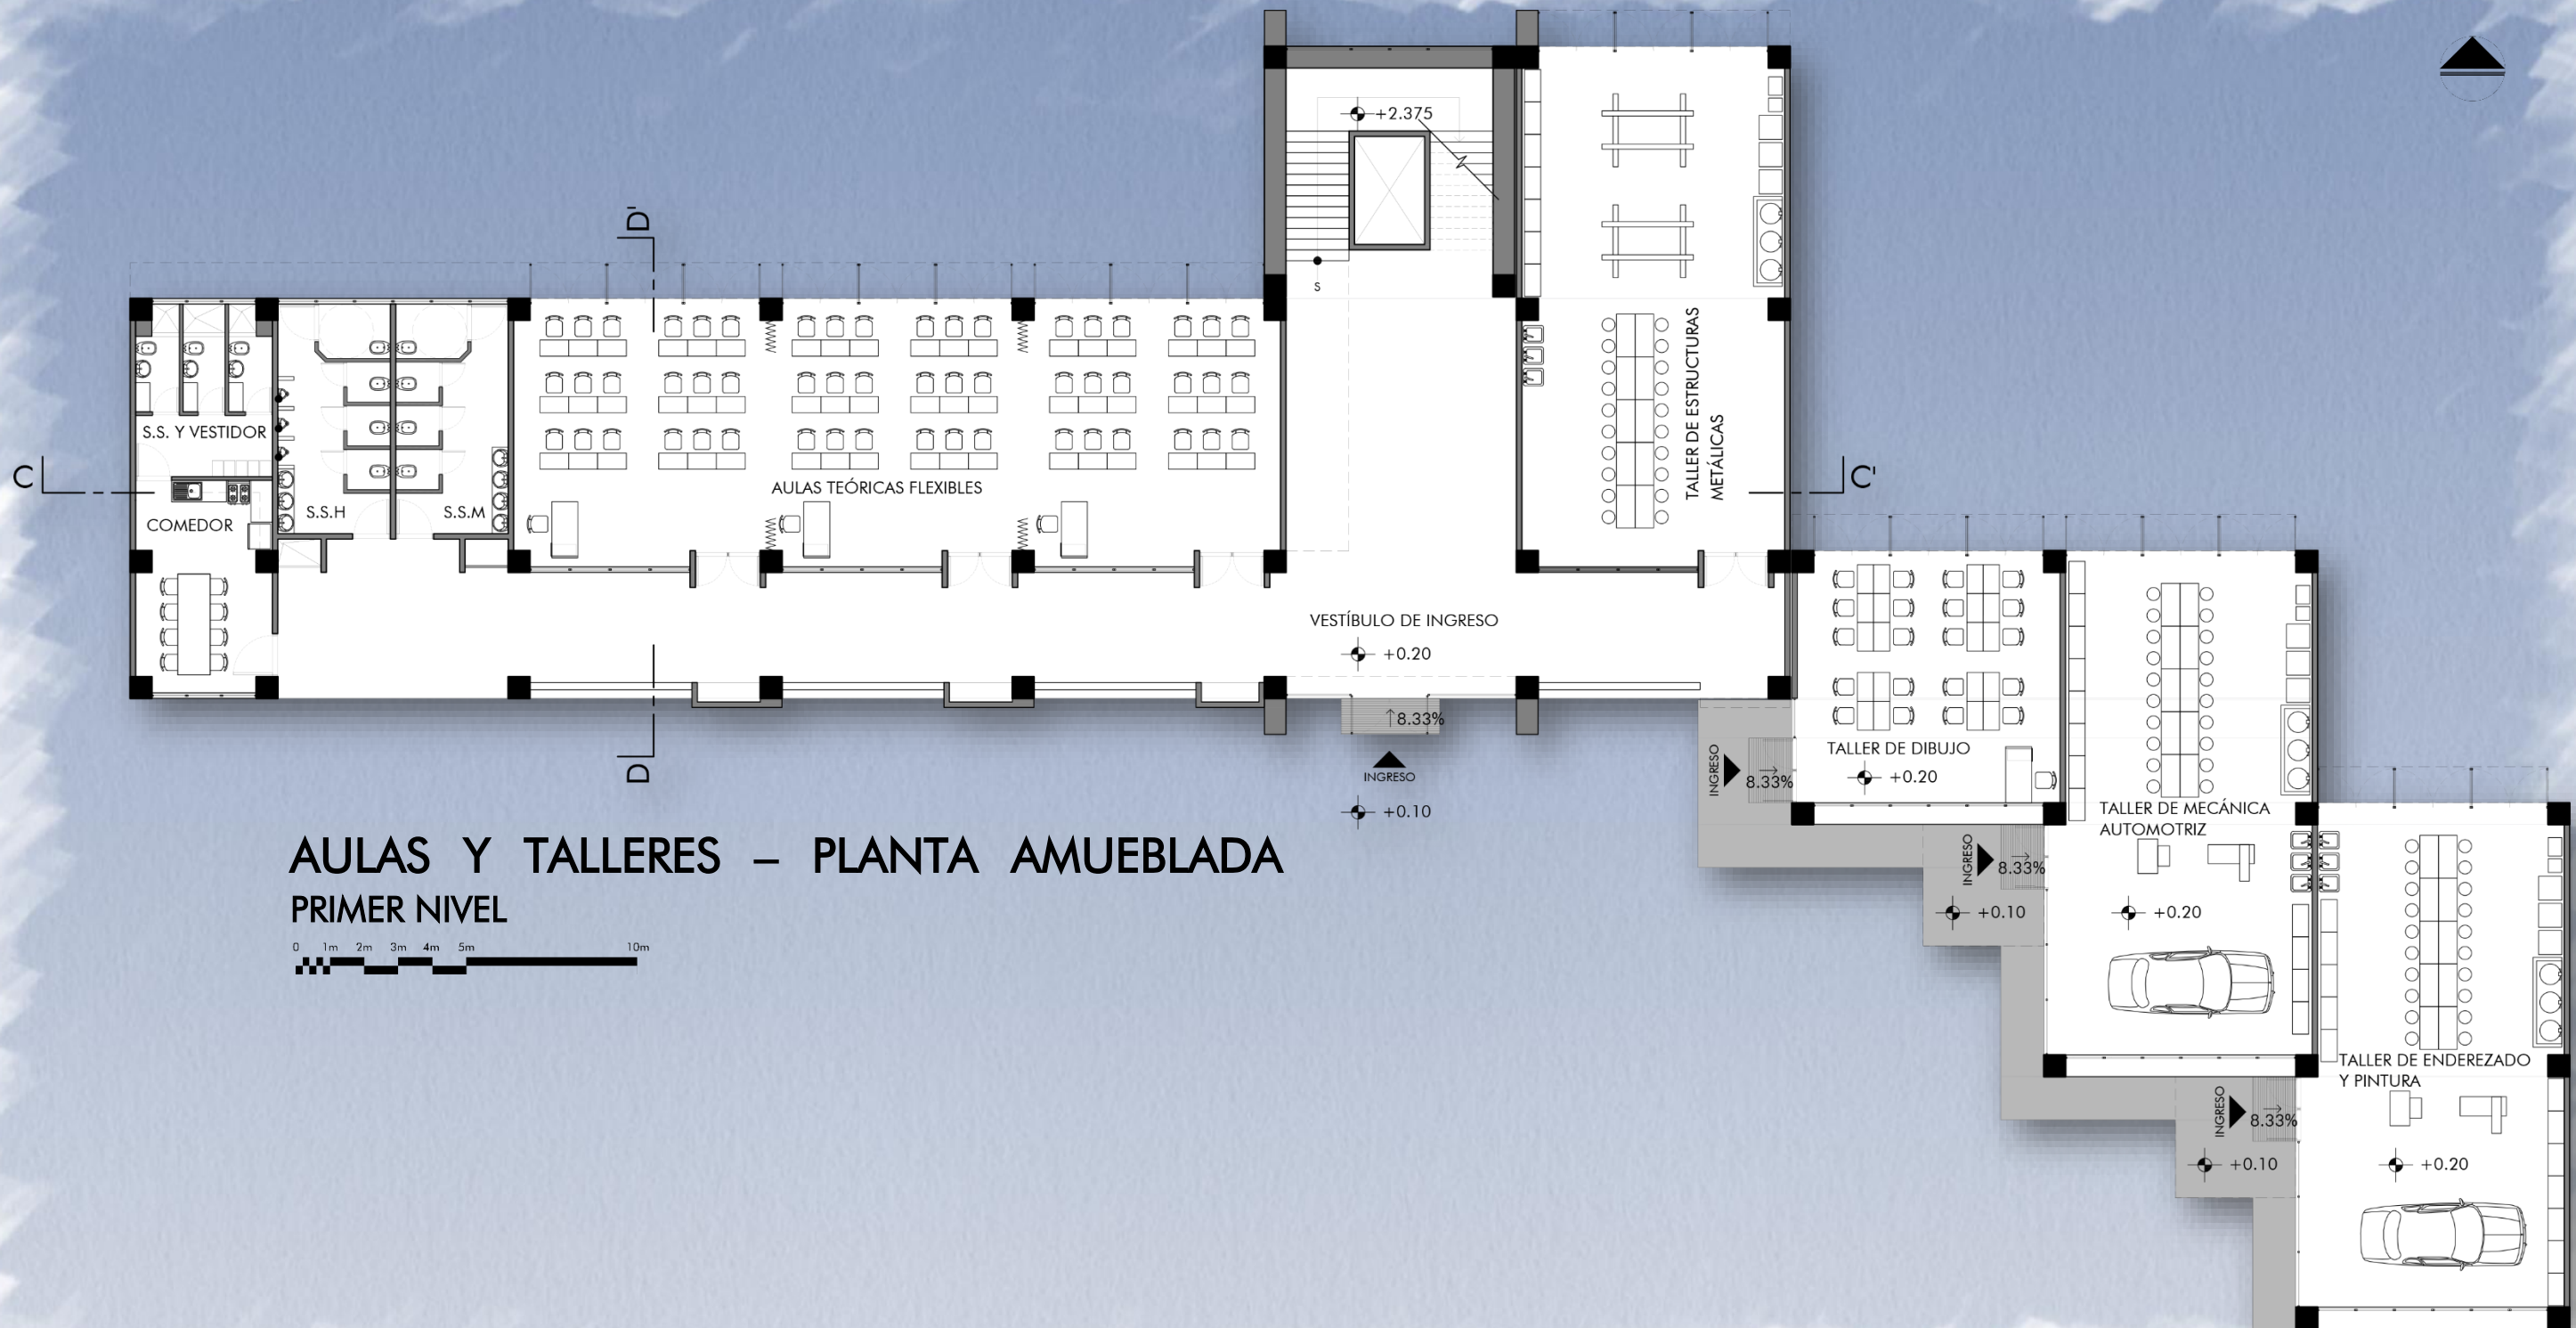 +2.375
S
D'
S.S. Y VESTIDOR
C
COMEDOR
S.S.H
S.S.M
AULAS TEÓRICAS FLEXIBLES
TALLER DE ESTRUCTURAS
METÁLICAS
C'
VESTÍBULO DE INGRESO
+0.20
8.33%
INGRESO
+0.10
D
INGRESO
8.33%
TALLER DE DIBUJO
+0.20
TALLER DE MECÁNICA
AUTOMOTRIZ
INGRESO
8.33%
+0.10
+0.20
TALLER DE ENDEREZADO
Y PINTURA
INGRESO
8.33%
+0.10
+0.20
AULAS Y TALLERES – PLANTA AMUEBLADA
PRIMER NIVEL
0 1m 2m 3m 4m 5m 10m